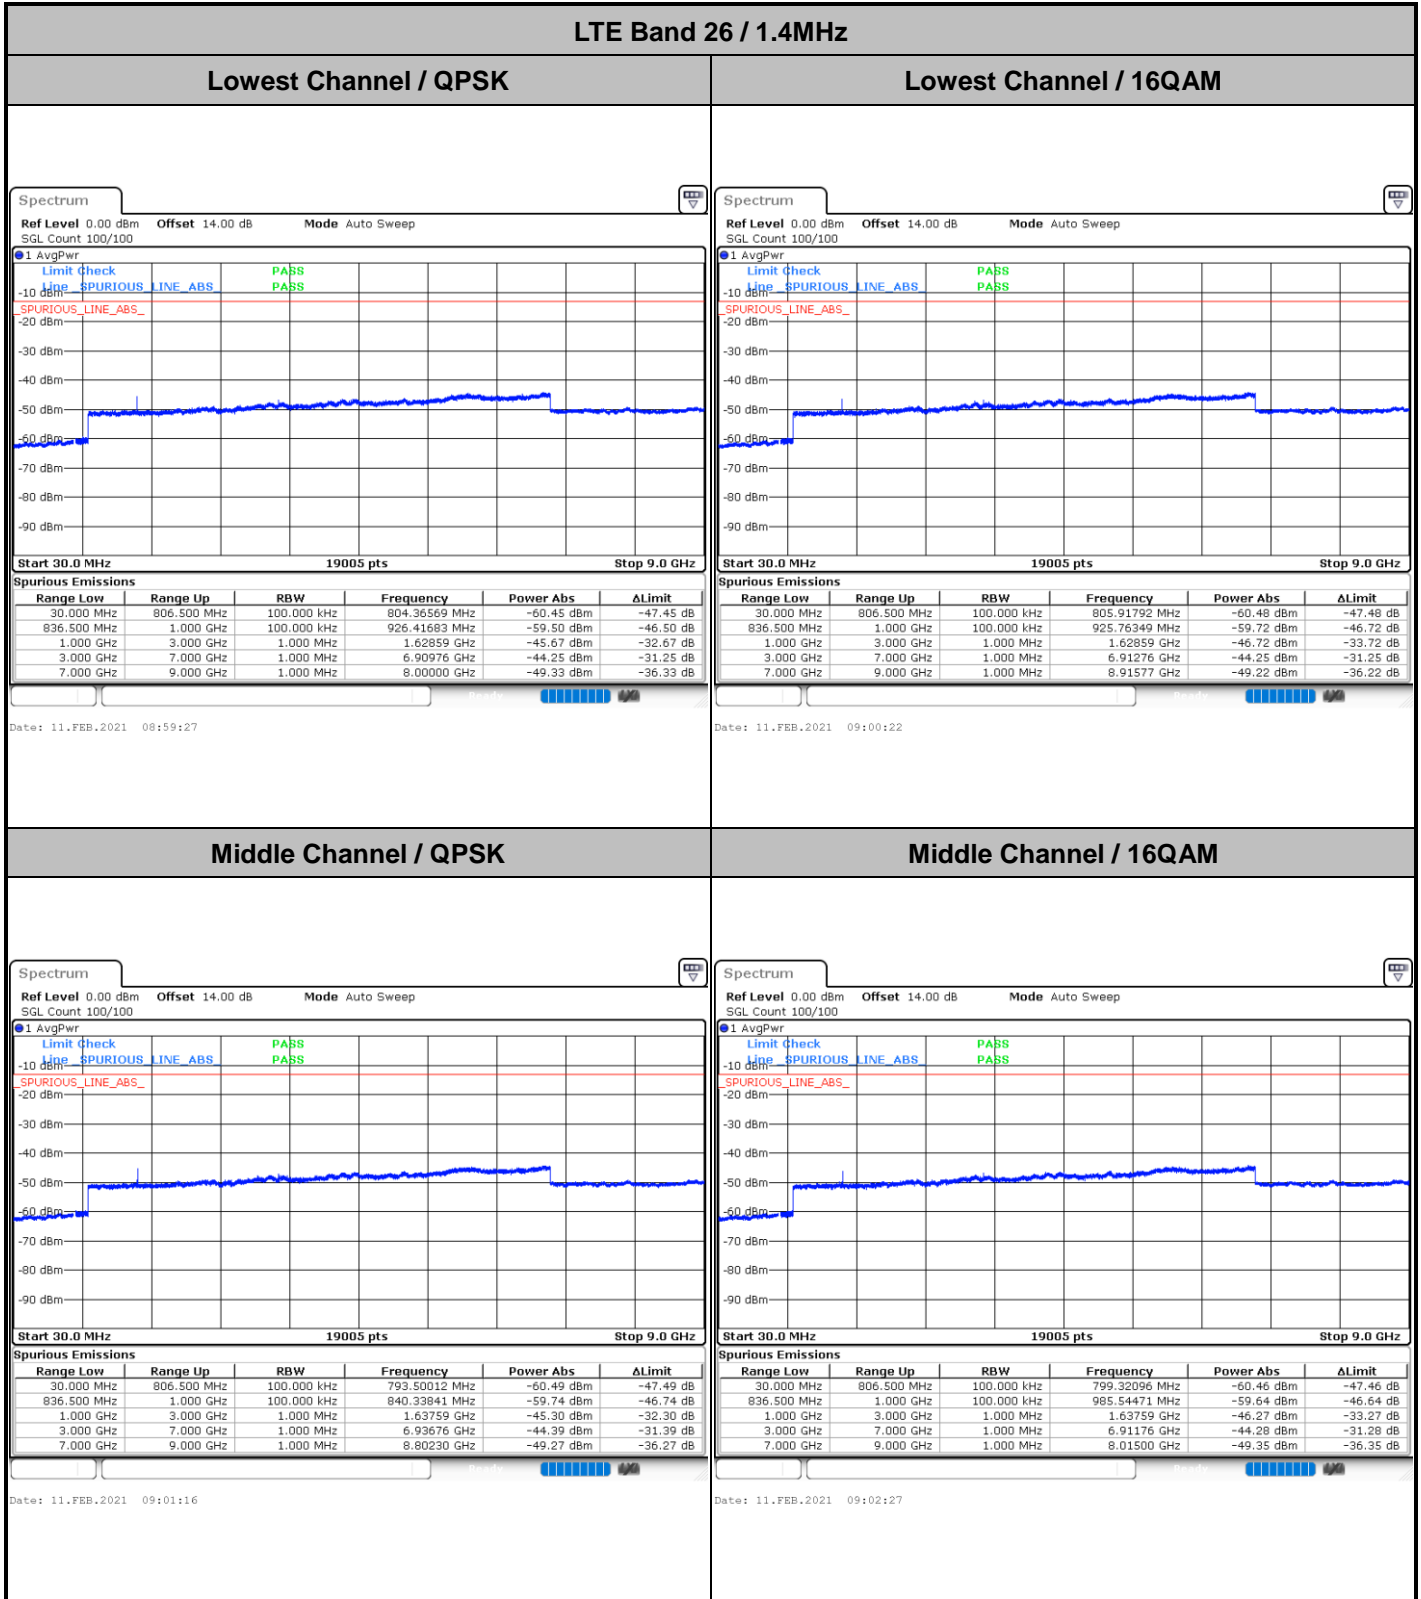 LTE Band 26 / 1.4MHz
Lowest Channel / QPSK
Lowest Channel / 16QAM
Spectrum
Ref Level 0.00 dBm Offset 14.00 dB Mode Auto Sweep
SGL Count 100/100
1 AvgPwr
Limit Check PASS
Line _SPURIOUS_LINE_ABS_ PASS
-10 dBm
_SPURIOUS_LINE_ABS_
-20 dBm
-30 dBm
-40 dBm
-50 dBm
-60 dBm
-70 dBm
-80 dBm
-90 dBm
Start 30.0 MHz 19005 pts Stop 9.0 GHz
Spurious Emissions
Range Low Range Up RBW Frequency Power Abs ΔLimit
30.000 MHz 806.500 MHz 100.000 kHz 804.36569 MHz -60.45 dBm -47.45 dB
836.500 MHz 1.000 GHz 100.000 kHz 926.41683 MHz -59.50 dBm -46.50 dB
1.000 GHz 3.000 GHz 1.000 MHz 1.62859 GHz -45.67 dBm -32.67 dB
3.000 GHz 7.000 GHz 1.000 MHz 6.90976 GHz -44.25 dBm -31.25 dB
7.000 GHz 9.000 GHz 1.000 MHz 8.00000 GHz -49.33 dBm -36.33 dB
Ready
Date: 11.FEB.2021 08:59:27
Spectrum
Ref Level 0.00 dBm Offset 14.00 dB Mode Auto Sweep
SGL Count 100/100
1 AvgPwr
Limit Check PASS
Line _SPURIOUS_LINE_ABS_ PASS
-10 dBm
_SPURIOUS_LINE_ABS_
-20 dBm
-30 dBm
-40 dBm
-50 dBm
-60 dBm
-70 dBm
-80 dBm
-90 dBm
Start 30.0 MHz 19005 pts Stop 9.0 GHz
Spurious Emissions
Range Low Range Up RBW Frequency Power Abs ΔLimit
30.000 MHz 806.500 MHz 100.000 kHz 805.91792 MHz -60.48 dBm -47.48 dB
836.500 MHz 1.000 GHz 100.000 kHz 925.76349 MHz -59.72 dBm -46.72 dB
1.000 GHz 3.000 GHz 1.000 MHz 1.62859 GHz -46.72 dBm -33.72 dB
3.000 GHz 7.000 GHz 1.000 MHz 6.91276 GHz -44.25 dBm -31.25 dB
7.000 GHz 9.000 GHz 1.000 MHz 8.91577 GHz -49.22 dBm -36.22 dB
Ready
Date: 11.FEB.2021 09:00:22
Middle Channel / QPSK
Middle Channel / 16QAM
Spectrum
Ref Level 0.00 dBm Offset 14.00 dB Mode Auto Sweep
SGL Count 100/100
1 AvgPwr
Limit Check PASS
Line _SPURIOUS_LINE_ABS_ PASS
-10 dBm
_SPURIOUS_LINE_ABS_
-20 dBm
-30 dBm
-40 dBm
-50 dBm
-60 dBm
-70 dBm
-80 dBm
-90 dBm
Start 30.0 MHz 19005 pts Stop 9.0 GHz
Spurious Emissions
Range Low Range Up RBW Frequency Power Abs ΔLimit
30.000 MHz 806.500 MHz 100.000 kHz 793.50012 MHz -60.49 dBm -47.49 dB
836.500 MHz 1.000 GHz 100.000 kHz 840.33841 MHz -59.74 dBm -46.74 dB
1.000 GHz 3.000 GHz 1.000 MHz 1.63759 GHz -45.30 dBm -32.30 dB
3.000 GHz 7.000 GHz 1.000 MHz 6.93676 GHz -44.39 dBm -31.39 dB
7.000 GHz 9.000 GHz 1.000 MHz 8.80230 GHz -49.27 dBm -36.27 dB
Ready
Date: 11.FEB.2021 09:01:16
Spectrum
Ref Level 0.00 dBm Offset 14.00 dB Mode Auto Sweep
SGL Count 100/100
1 AvgPwr
Limit Check PASS
Line _SPURIOUS_LINE_ABS_ PASS
-10 dBm
_SPURIOUS_LINE_ABS_
-20 dBm
-30 dBm
-40 dBm
-50 dBm
-60 dBm
-70 dBm
-80 dBm
-90 dBm
Start 30.0 MHz 19005 pts Stop 9.0 GHz
Spurious Emissions
Range Low Range Up RBW Frequency Power Abs ΔLimit
30.000 MHz 806.500 MHz 100.000 kHz 799.32096 MHz -60.46 dBm -47.46 dB
836.500 MHz 1.000 GHz 100.000 kHz 985.54471 MHz -59.64 dBm -46.64 dB
1.000 GHz 3.000 GHz 1.000 MHz 1.63759 GHz -46.27 dBm -33.27 dB
3.000 GHz 7.000 GHz 1.000 MHz 6.91176 GHz -44.28 dBm -31.28 dB
7.000 GHz 9.000 GHz 1.000 MHz 8.01500 GHz -49.35 dBm -36.35 dB
Ready
Date: 11.FEB.2021 09:02:27